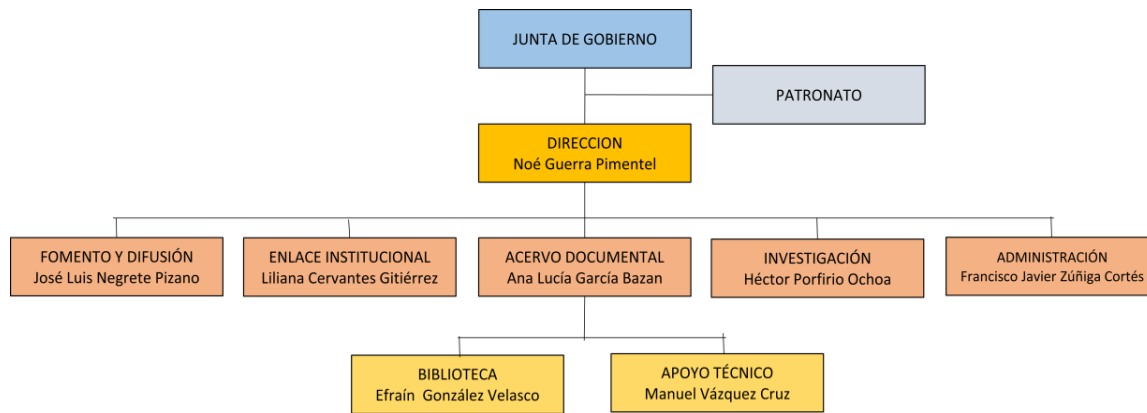 JUNTA DE GOBIERNO
PATRONATO
DIRECCION
Noé Guerra Pimentel
FOMENTO Y DIFUSIÓN
José Luis Negrete Pizano
ENLACE INSTITUCIONAL
Liliana Cervantes Gitiérrez
ACERVO DOCUMENTAL
Ana Lucía García Bazan
INVESTIGACIÓN
Héctor Porfirio Ochoa
ADMINISTRACIÓN
Francisco Javier Zúñiga Cortés
BIBLIOTECA
Efraín González Velasco
APOYO TÉCNICO
Manuel Vázquez Cruz